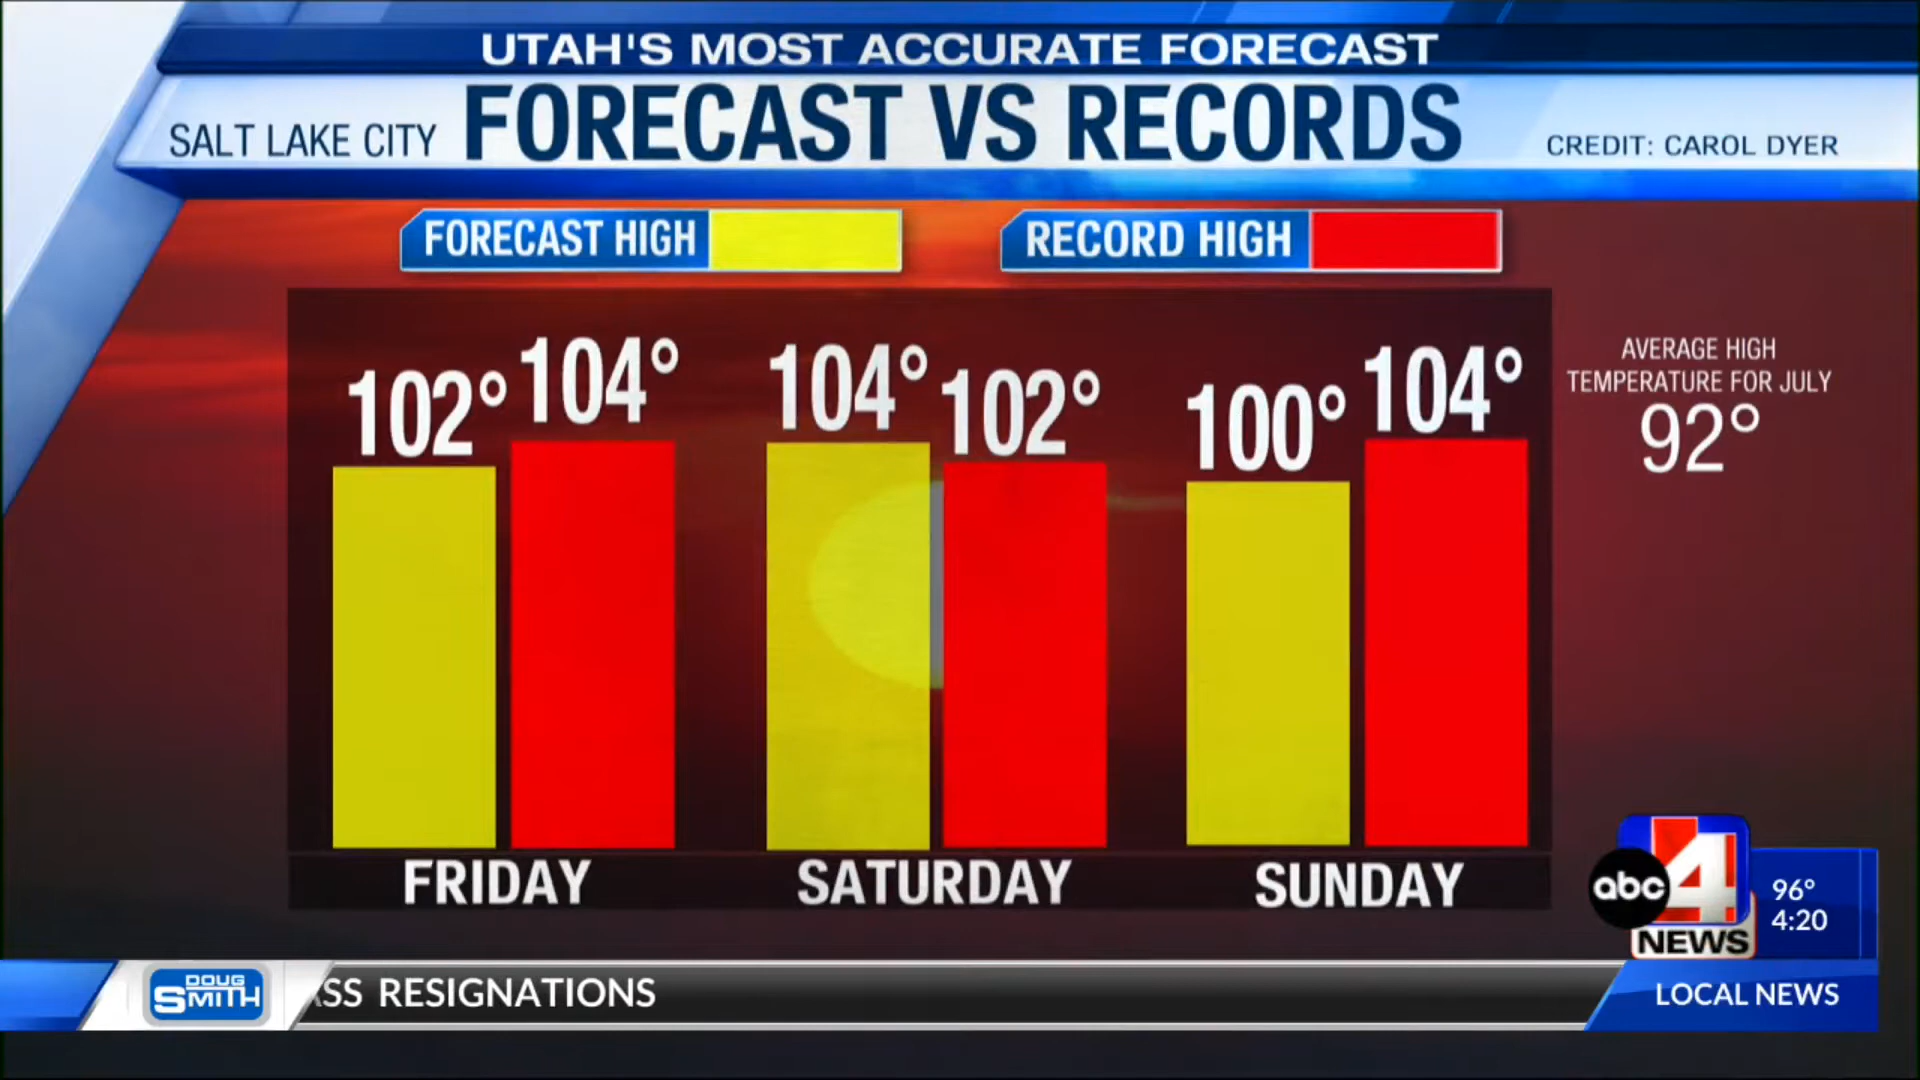 UTAH'S MOST ACCURATE FORECAST
SALT LAKE CITY FORECAST VS RECORDS CREDIT: CAROL DYER
FORECAST HIGH RECORD HIGH
102° 104° 104° 102° 100° 104°
AVERAGE HIGH
TEMPERATURE FOR JULY
92°
FRIDAY SATURDAY SUNDAY
abc 4
NEWS
96°
4:20
DOUG
SMITH
SS RESIGNATIONS
LOCAL NEWS